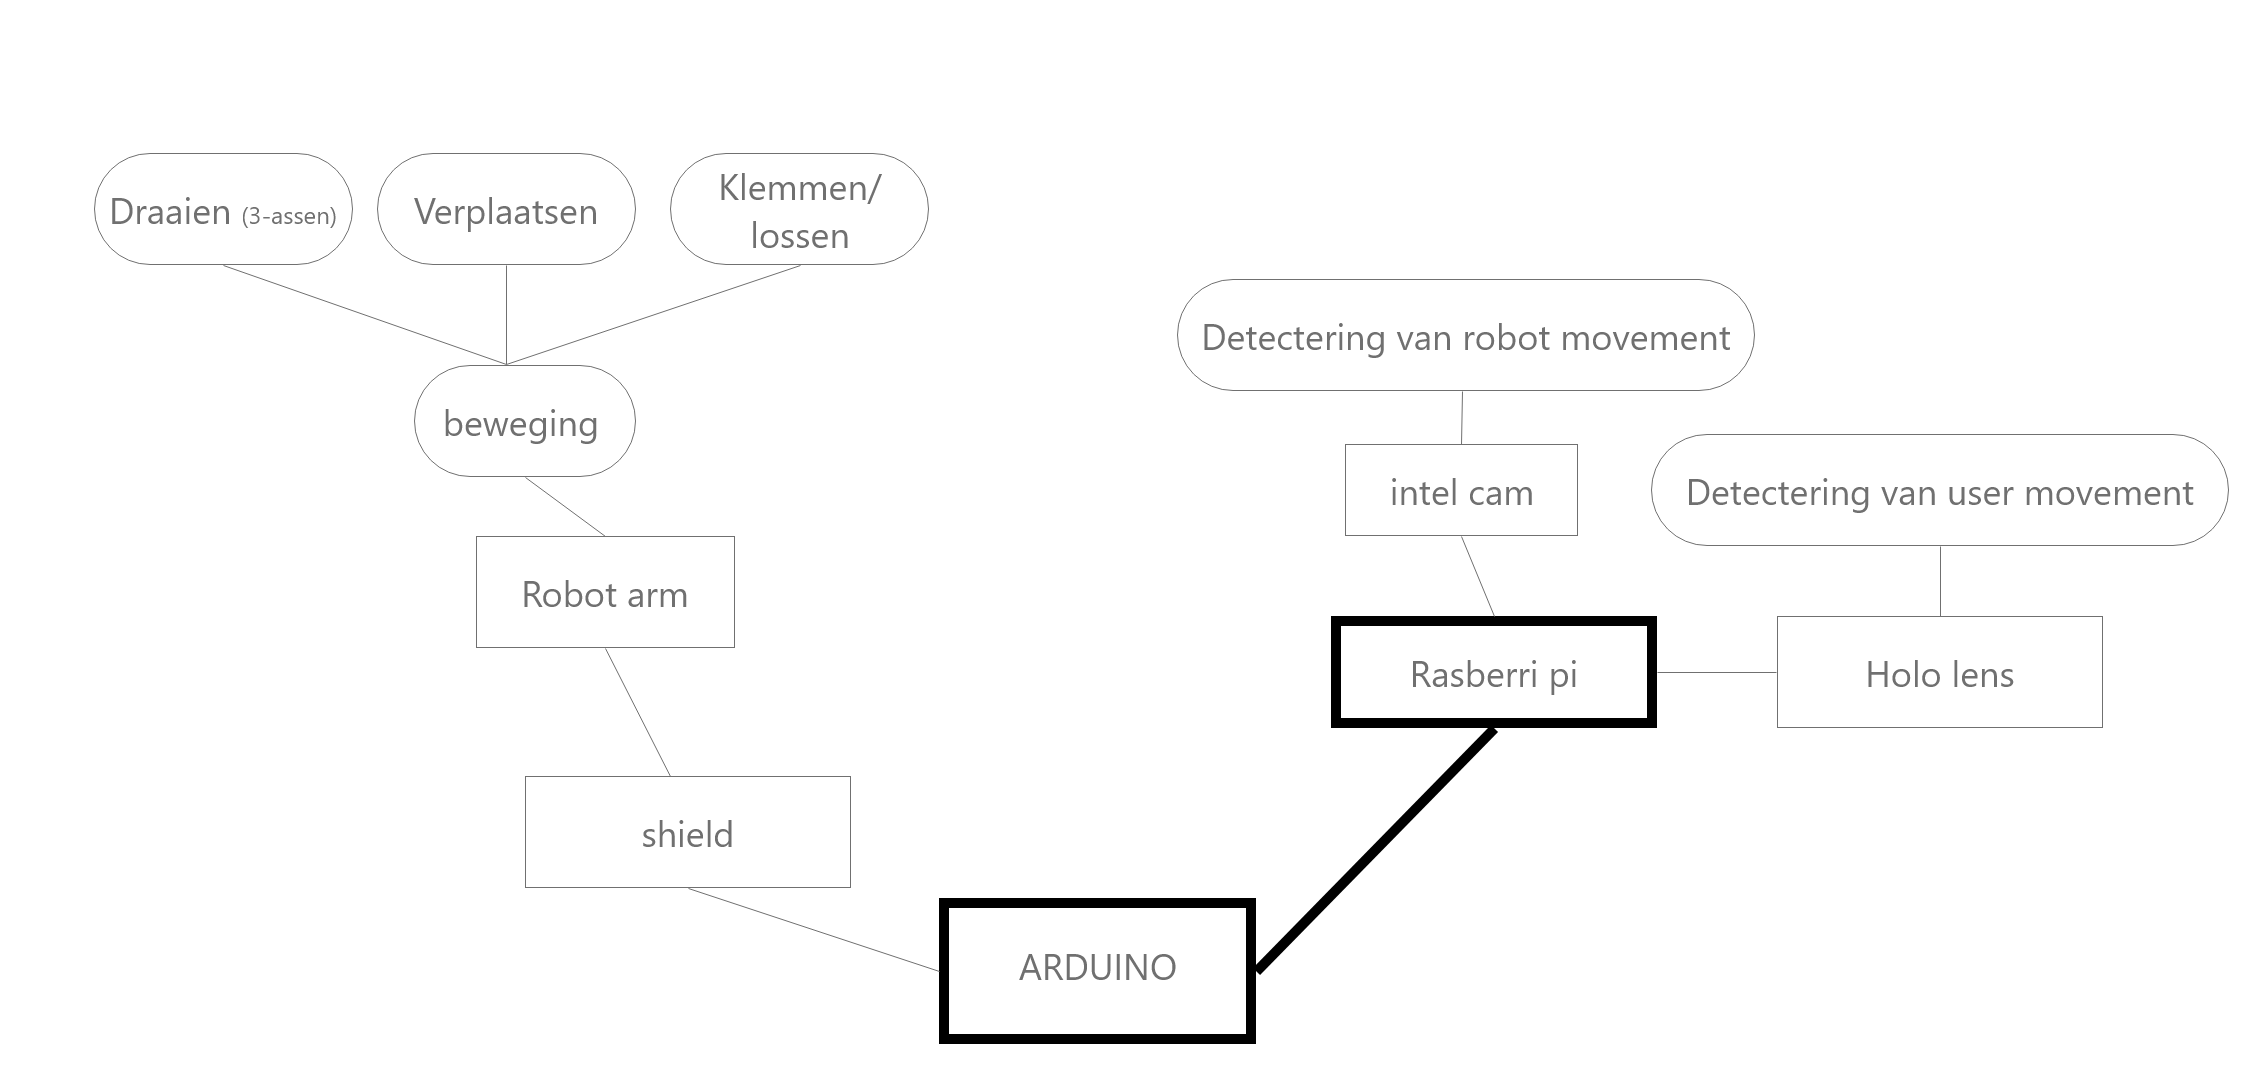 Draaien (3-assen)
Verplaatsen
Klemmen/
lossen
beweging
Robot arm
shield
ARDUINO
Detectering van robot movement
intel cam
Detectering van user movement
Rasberri pi
Holo lens